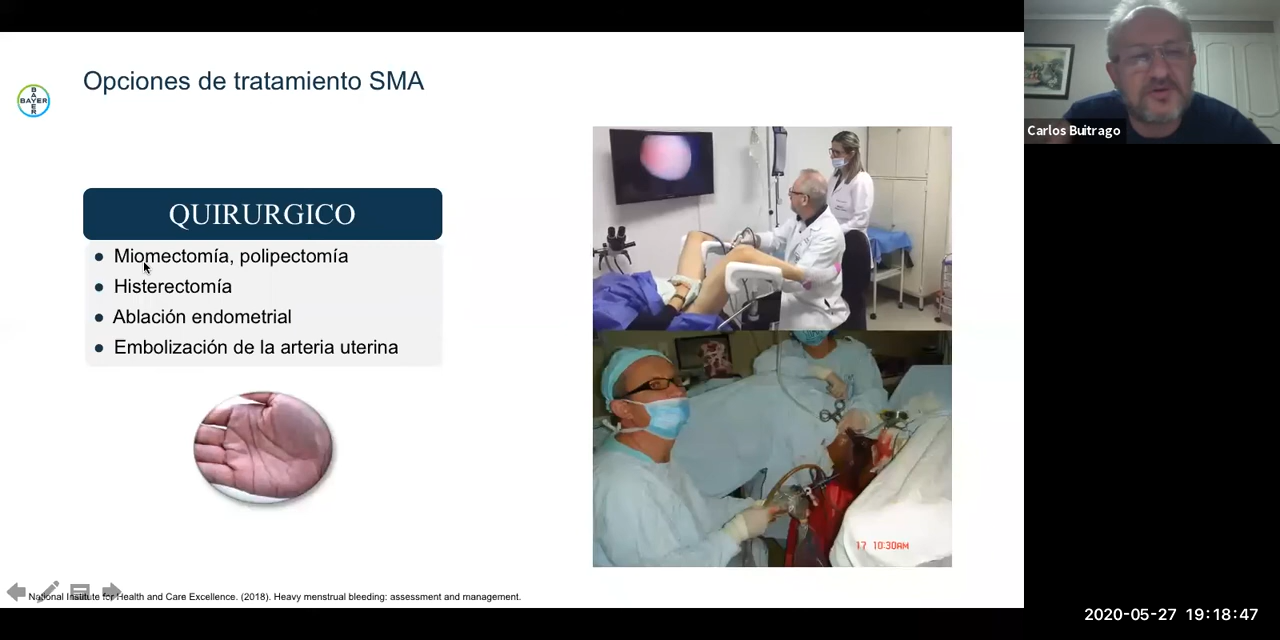 Opciones de tratamiento SMA
BAYER
BAYER
QUIRURGICO
Miomectomía, polipectomía
Histerectomía
Ablación endometrial
Embolización de la arteria uterina
17 10:30AM
National Institute for Health and Care Excellence. (2018). Heavy menstrual bleeding: assessment and management.
Carlos Buitrago
2020-05-27 19:18:47